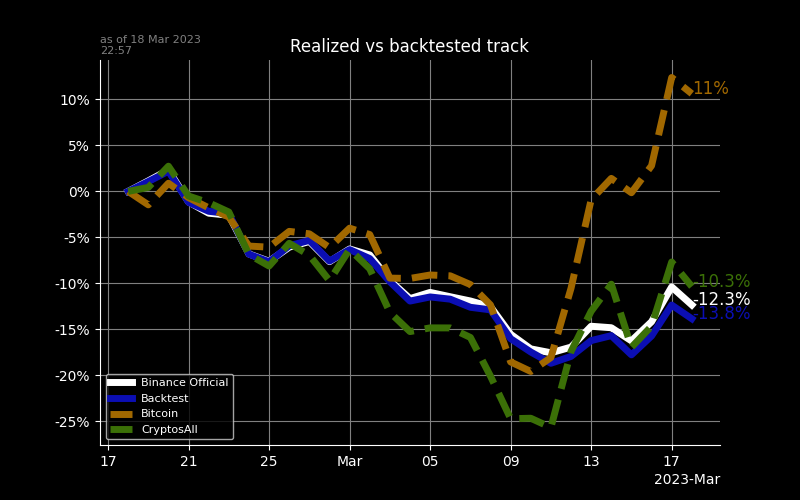 as of 18 Mar 2023
22:57
Realized vs backtested track
10%
5%
0%
-5%
-10%
-15%
-20%
-25%
11%
-10.3%
-12.3%
-13.8%
Binance Official
Backtest
Bitcoin
CryptosAll
17
21
25
Mar
05
09
13
17
2023-Mar